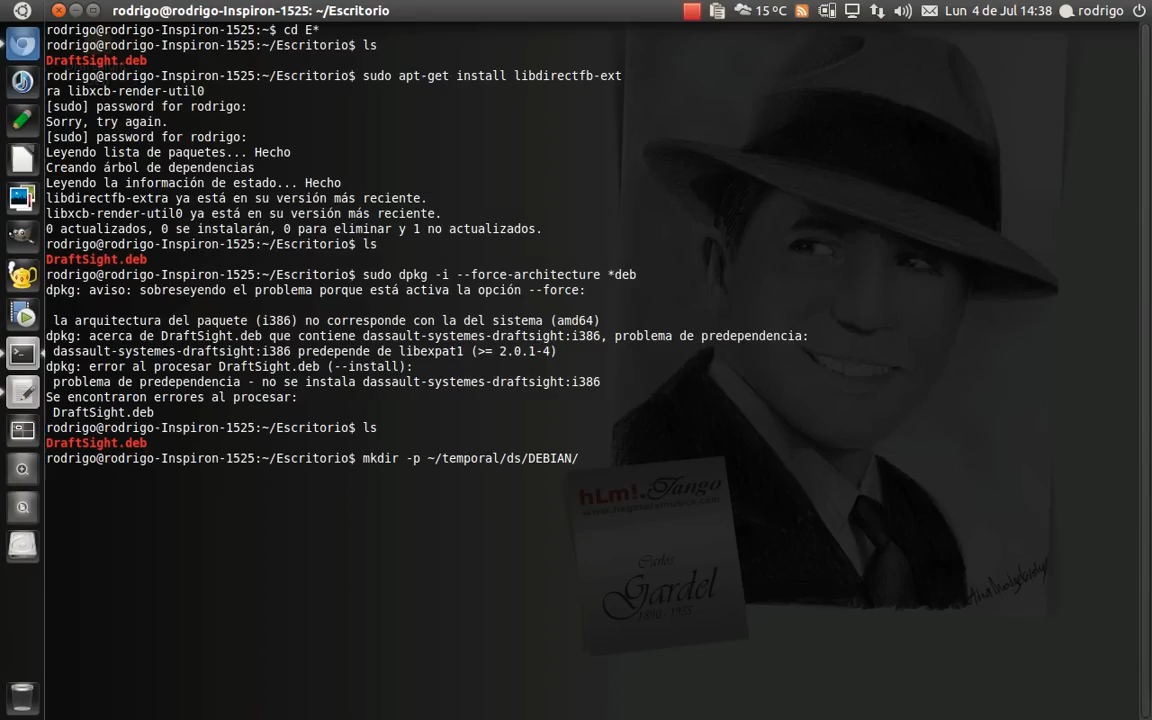 rodrigo@rodrigo-Inspiron-1525: ~/Escritorio
15 ºC
Lun 4 de Jul 14:38
rodrigo
rodrigo@rodrigo-Inspiron-1525:~$ cd E*
rodrigo@rodrigo-Inspiron-1525:~/Escritorio$ ls
DraftSight.deb
rodrigo@rodrigo-Inspiron-1525:~/Escritorio$ sudo apt-get install libdirectfb-ext
ra libxcb-render-util0
[sudo] password for rodrigo:
Sorry, try again.
[sudo] password for rodrigo:
Leyendo lista de paquetes... Hecho
Creando árbol de dependencias
Leyendo la información de estado... Hecho
libdirectfb-extra ya está en su versión más reciente.
libxcb-render-util0 ya está en su versión más reciente.
0 actualizados, 0 se instalarán, 0 para eliminar y 1 no actualizados.
rodrigo@rodrigo-Inspiron-1525:~/Escritorio$ ls
DraftSight.deb
rodrigo@rodrigo-Inspiron-1525:~/Escritorio$ sudo dpkg -i --force-architecture *deb
dpkg: aviso: sobreseyendo el problema porque está activa la opción --force:
la arquitectura del paquete (i386) no corresponde con la del sistema (amd64)
dpkg: acerca de DraftSight.deb que contiene dassault-systemes-draftsight:i386, problema de predependencia:
dassault-systemes-draftsight:i386 predepende de libexpat1 (>= 2.0.1-4)
dpkg: error al procesar DraftSight.deb (--install):
problema de predependencia - no se instala dassault-systemes-draftsight:i386
Se encontraron errores al procesar:
DraftSight.deb
rodrigo@rodrigo-Inspiron-1525:~/Escritorio$ ls
DraftSight.deb
rodrigo@rodrigo-Inspiron-1525:~/Escritorio$ mkdir -p ~/temporal/ds/DEBIAN/
hLm!.Tango
Carlos
Gardel
1890 - 1935